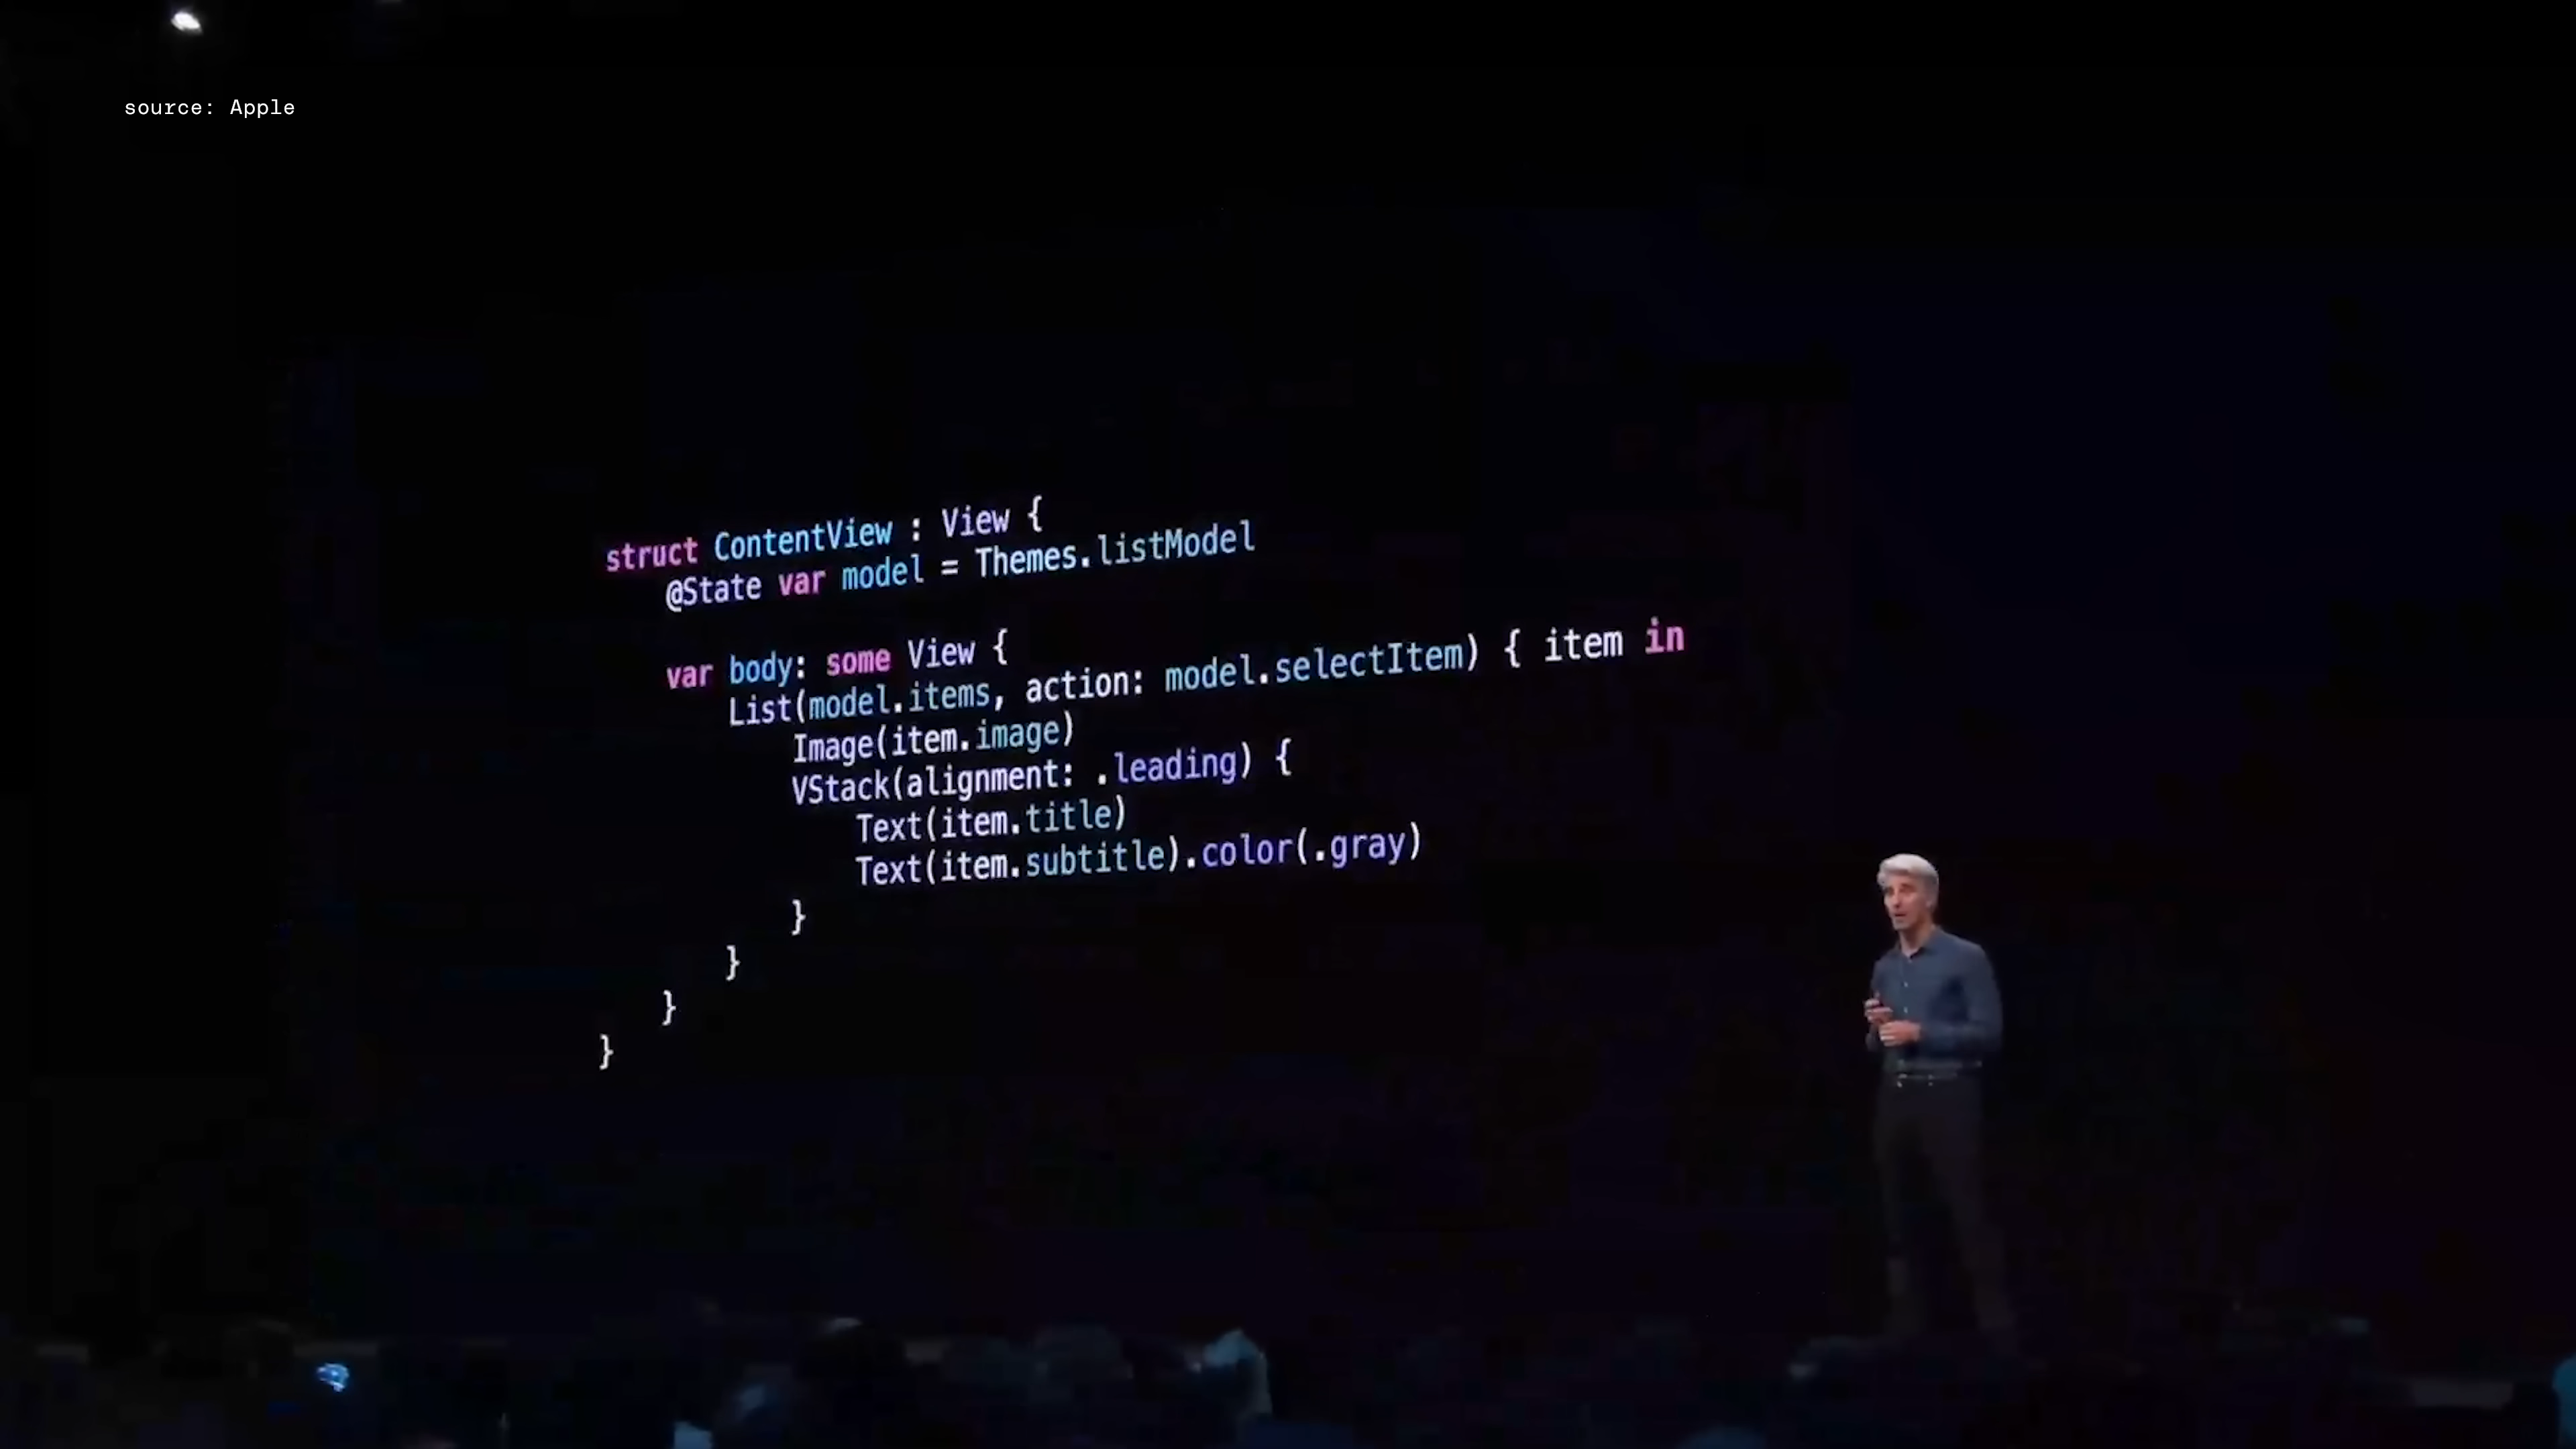 source: Apple
struct ContentView : View {
@State var model = Themes.listModel
var body: some View {
List(model.items, action: model.selectItem) { item in
Image(item.image)
VStack(alignment: .leading) {
Text(item.title)
Text(item.subtitle).color(.gray)
}
}
}
}